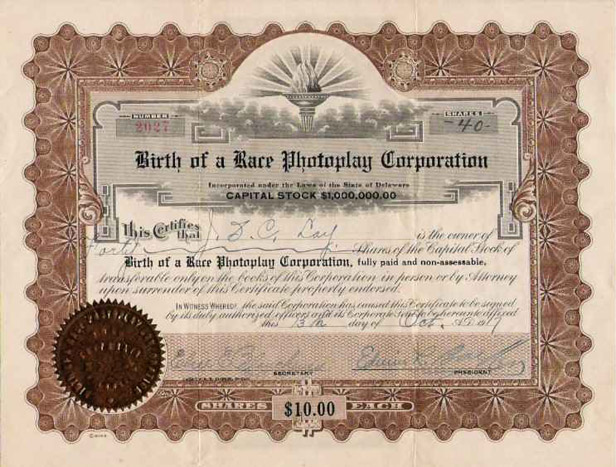 NUMBER
2027
SHARES
-40-
Birth of a Race Photoplay Corporation
Incorporated under the Laws of the State of Delaware
CAPITAL STOCK $1,000,000.00
This Certifies that J. D. C. Day is the owner of
Forty Shares of the Capital Stock of
Birth of a Race Photoplay Corporation, fully paid and non-assessable,
transferable only on the books of this Corporation in person or by Attorney
upon surrender of this Certificate properly endorsed.
IN WITNESS WHEREOF, the said Corporation has caused this Certificate to be signed
by its duly authorized officers and its Corporate Seal to be hereunto affixed
this 13th day of Oct. 1917
SECRETARY
PRESIDENT
SHARES $10.00 EACH